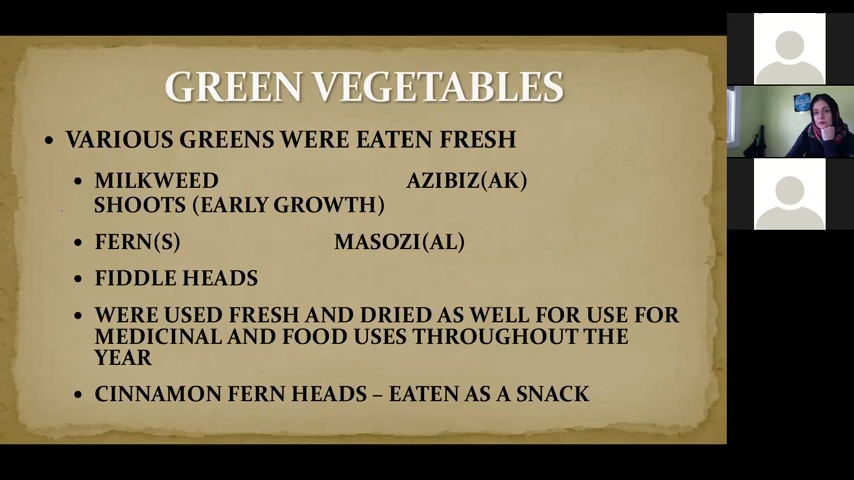 GREEN VEGETABLES
• VARIOUS GREENS WERE EATEN FRESH
• MILKWEED AZIBIZ(AK)
SHOOTS (EARLY GROWTH)
• FERN(S) MASOZI(AL)
• FIDDLE HEADS
• WERE USED FRESH AND DRIED AS WELL FOR USE FOR
MEDICINAL AND FOOD USES THROUGHOUT THE
YEAR
• CINNAMON FERN HEADS – EATEN AS A SNACK